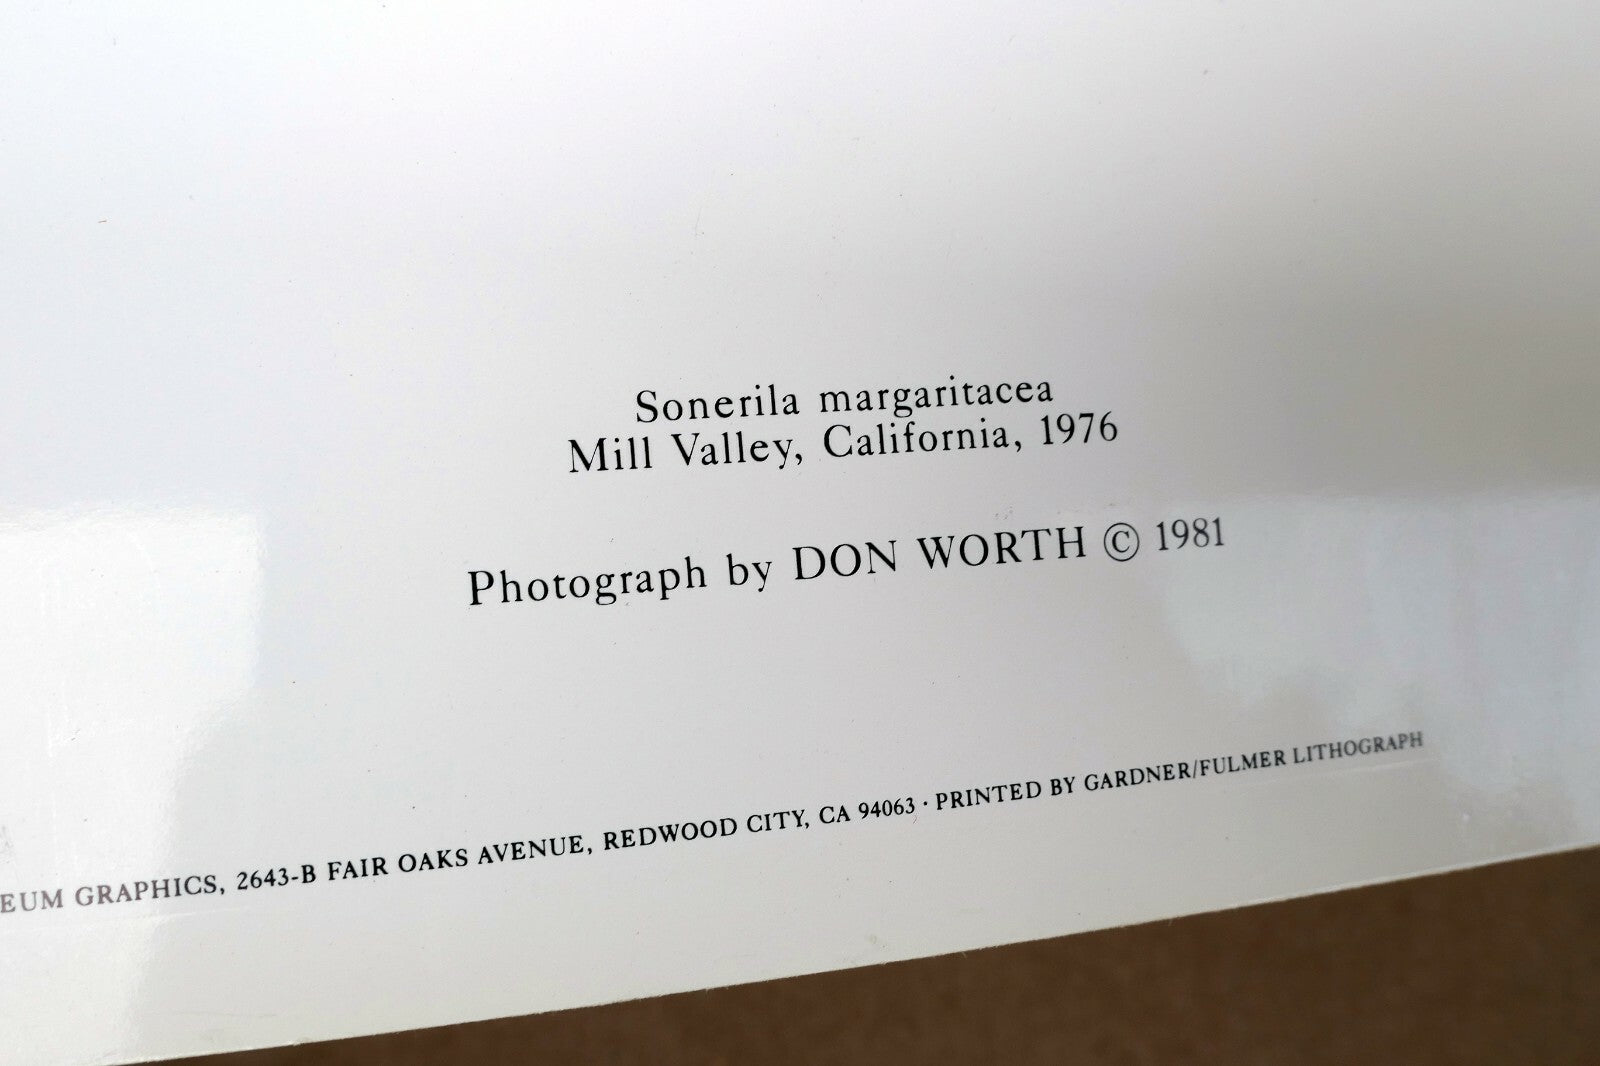 Sonerila margaritacea
Mill Valley, California, 1976
Photograph by DON WORTH © 1981
EUM GRAPHICS, 2643-B FAIR OAKS AVENUE, REDWOOD CITY, CA 94063 · PRINTED BY GARDNER/FULMER LITHOGRAPH